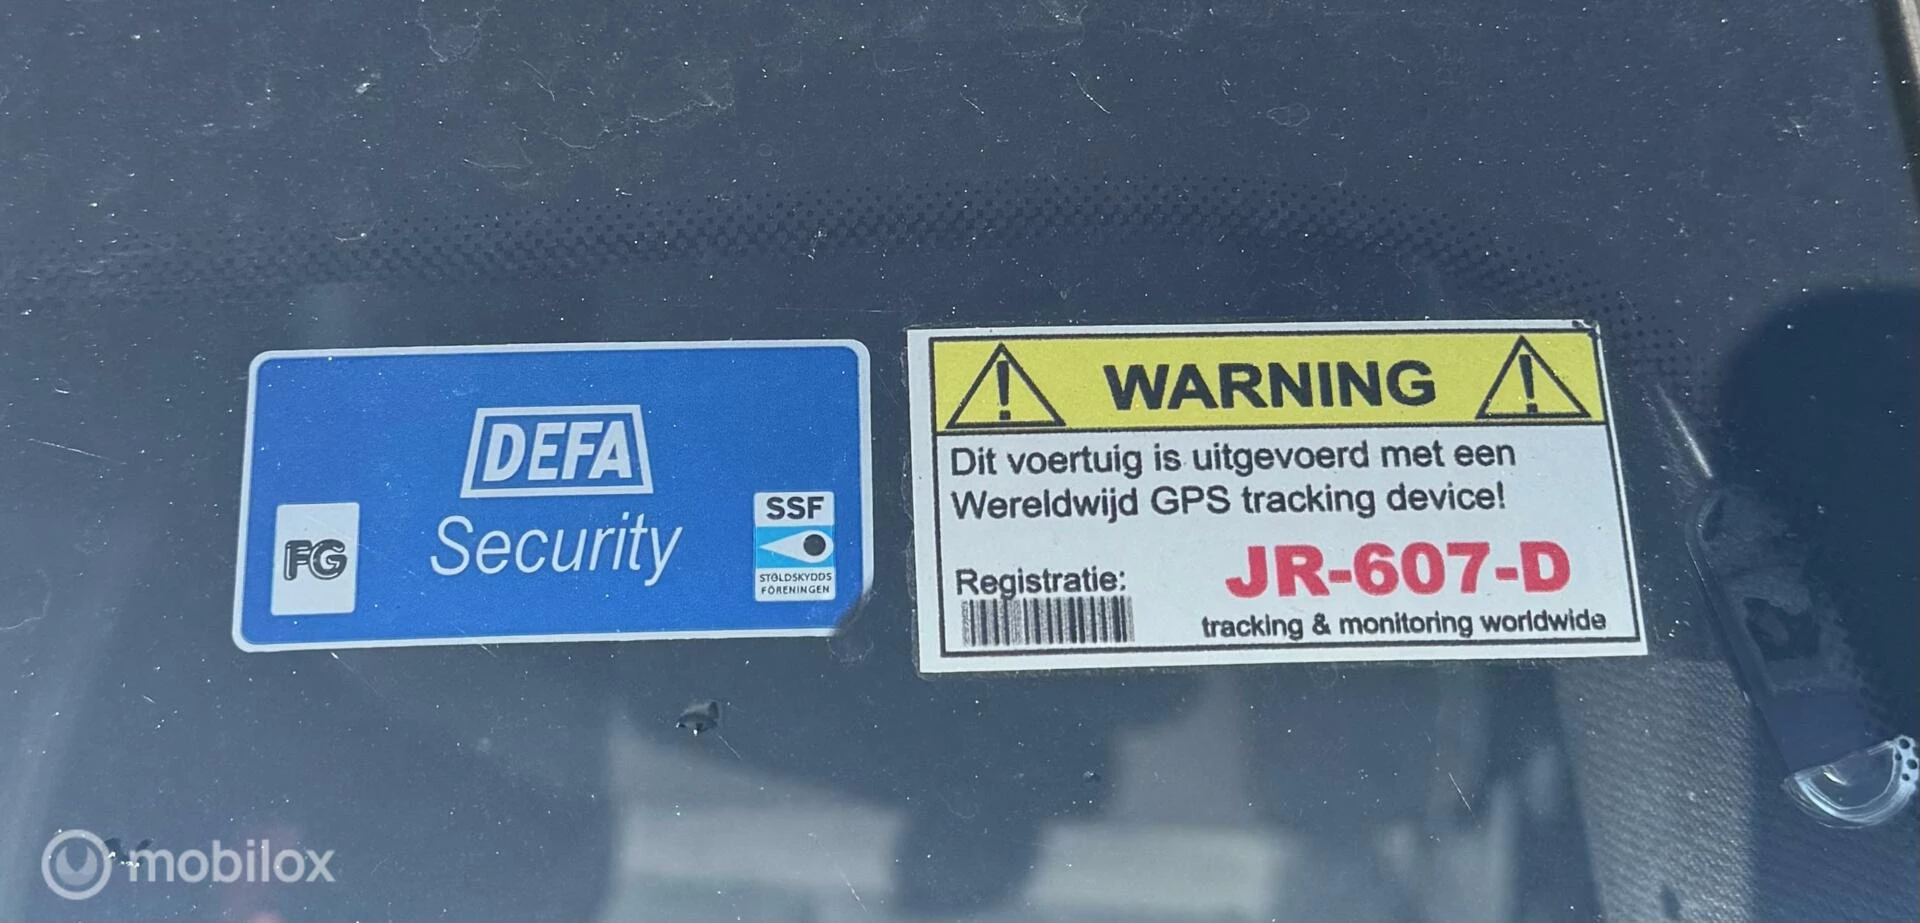 DEFA
Security
FG
SSF
STÖLDSKYDDS
FÖRENINGEN
WARNING
Dit voertuig is uitgevoerd met een
Wereldwijd GPS tracking device!
Registratie:
JR-607-D
tracking & monitoring worldwide
mobilox